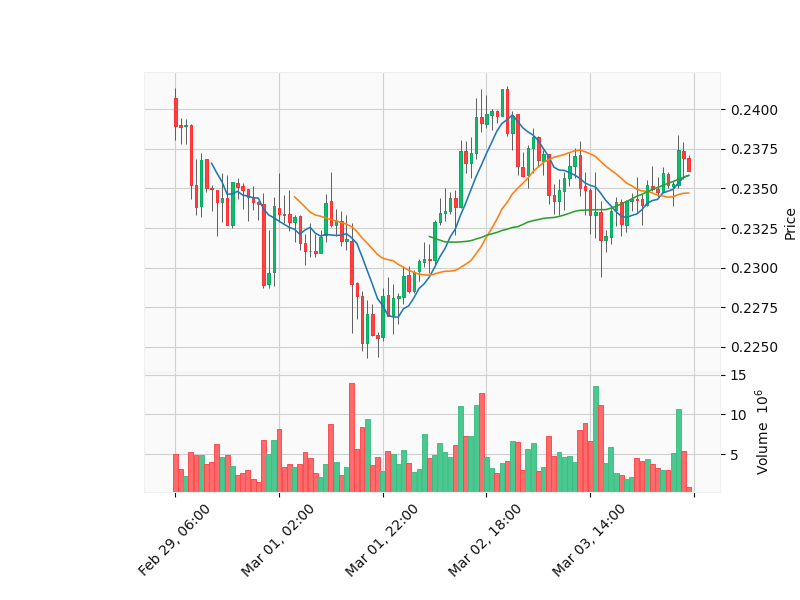 0.2400
0.2375
0.2350
0.2325
0.2300
0.2275
0.2250
Price
15
10
5
Volume 10⁶
Feb 29, 06:00
Mar 01, 02:00
Mar 01, 22:00
Mar 02, 18:00
Mar 03, 14:00